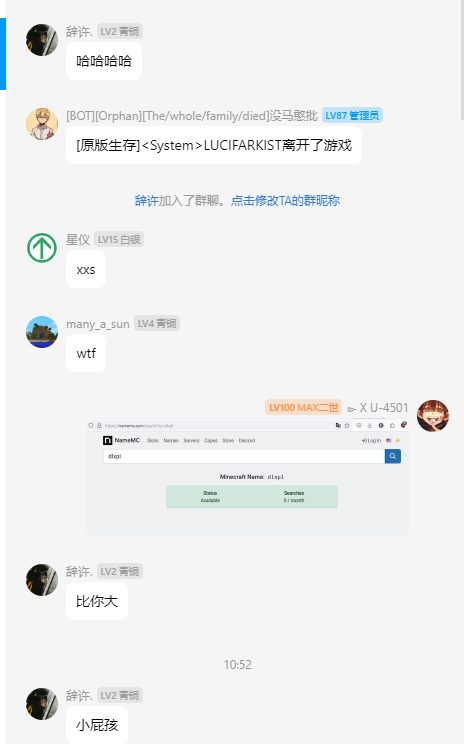 辞许. LV2 青铜
哈哈哈哈
[BOT][Orphan][The/whole/family/died]没马憨批 LV87 管理员
[原版生存]<System>LUCIFARKIST离开了游戏
辞许加入了群聊。点击修改TA的群昵称
星仪 LV15 白银
xxs
many_a_sun LV4 青铜
wtf
LV100 MAX二世 ▻ X U-4501
NameMC Skins Names Servers Capes Store Discord Log In
dlxpl
Minecraft Name: dlxpl
Status Searches
Available 0 / month
辞许. LV2 青铜
比你大
10:52
辞许. LV2 青铜
小屁孩